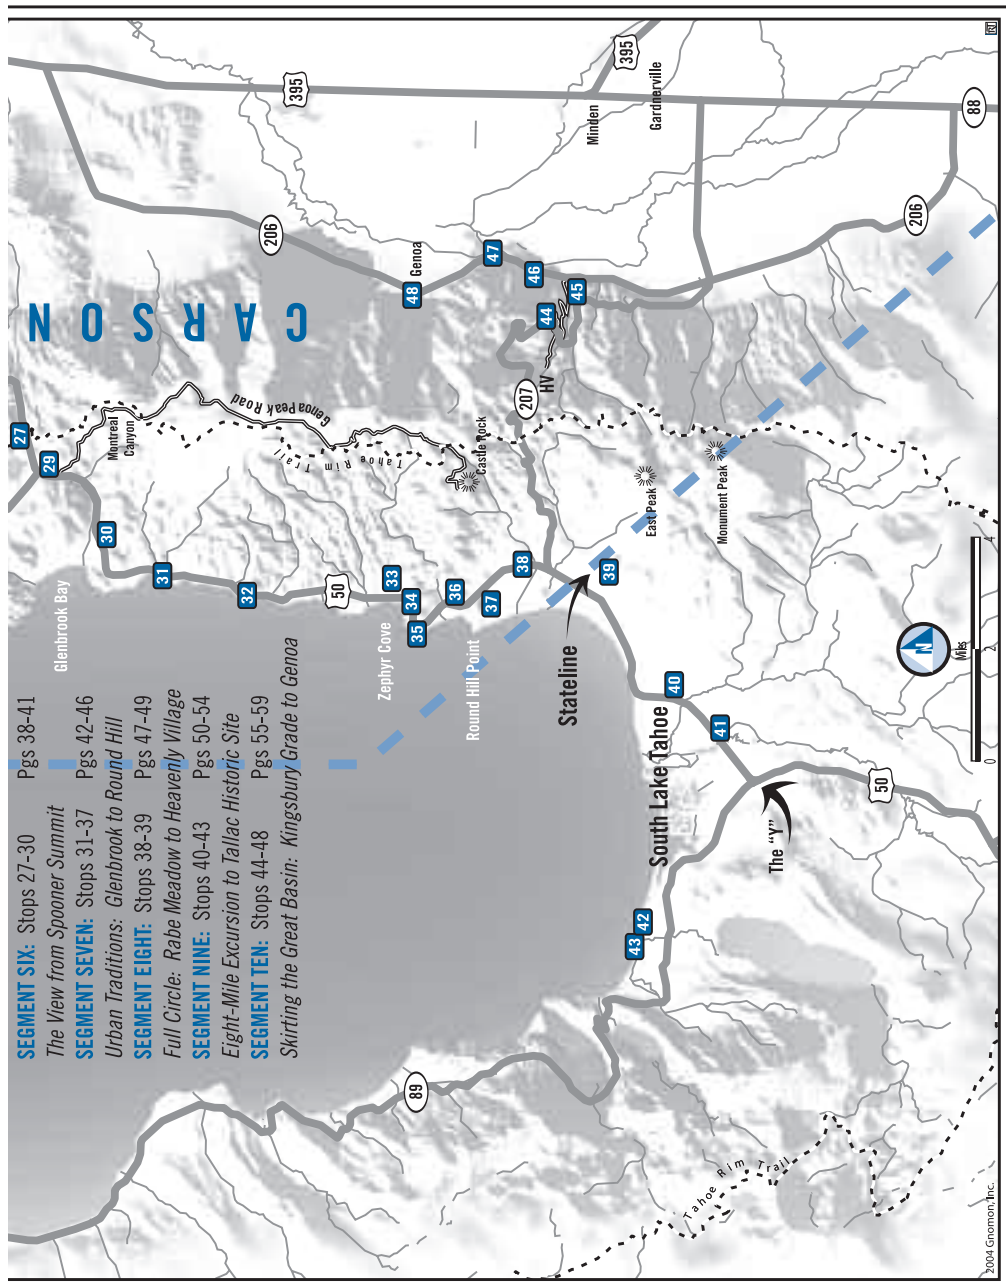 SEGMENT SIX: Stops 27-30 Pgs 38-41
The View from Spooner Summit
SEGMENT SEVEN: Stops 31-37 Pgs 42-46
Urban Traditions: Glenbrook to Round Hill
SEGMENT EIGHT: Stops 38-39 Pgs 47-49
Full Circle: Rabe Meadow to Heavenly Village
SEGMENT NINE: Stops 40-43 Pgs 50-54
Eight-Mile Excursion to Tallac Historic Site
SEGMENT TEN: Stops 44-48 Pgs 55-59
Skirting the Great Basin: Kingsbury Grade to Genoa
CARSON
Glenbrook Bay
Zephyr Cove
Round Hill Point
Stateline
South Lake Tahoe
The "Y"
Montreal
Canyon
Genoa Peak Road
Tahoe Rim Trail
Castle Rock
East Peak
Monument Peak
HV
Genoa
Minden
Gardnerville
Tahoe Rim Trail
27
29
30
31
32
33
34
35
36
37
38
39
40
41
42
43
44
45
46
47
48
50
50
89
207
206
206
395
395
88
N
0
2
4
Miles
2004 Gnomon, Inc.